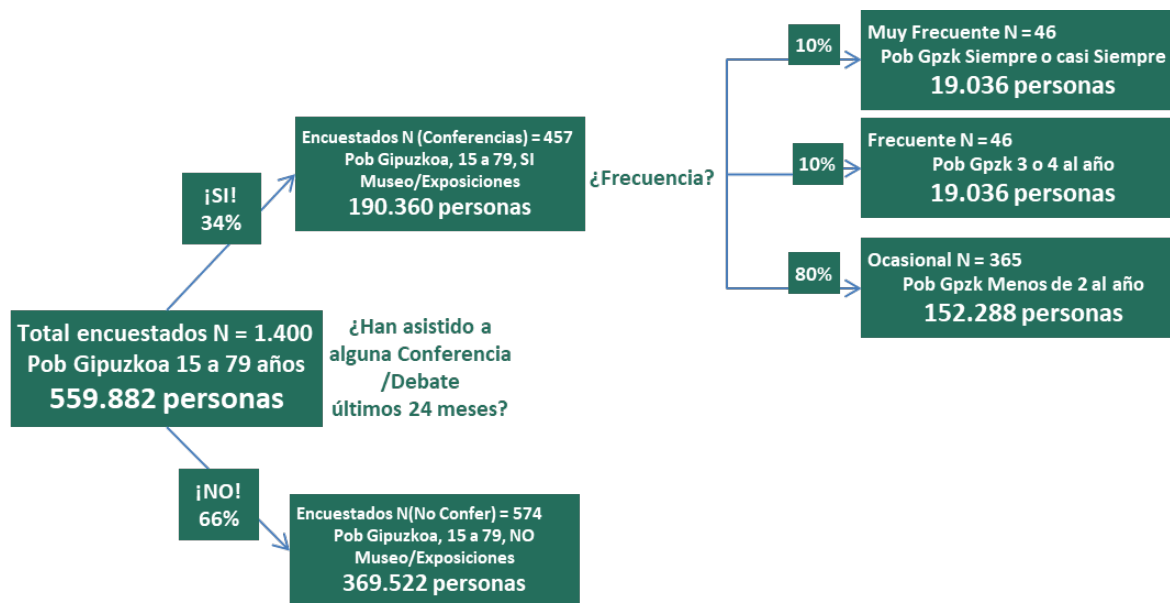 Total encuestados N = 1.400
Pob Gipuzkoa 15 a 79 años
559.882 personas
¿Han asistido a
alguna Conferencia
/Debate
últimos 24 meses?
¡SI!
34%
Encuestados N (Conferencias) = 457
Pob Gipuzkoa, 15 a 79, SI
Museo/Exposiciones
190.360 personas
¿Frecuencia?
10%
Muy Frecuente N = 46
Pob Gpzk Siempre o casi Siempre
19.036 personas
10%
Frecuente N = 46
Pob Gpzk 3 o 4 al año
19.036 personas
80%
Ocasional N = 365
Pob Gpzk Menos de 2 al año
152.288 personas
¡NO!
66%
Encuestados N(No Confer) = 574
Pob Gipuzkoa, 15 a 79, NO
Museo/Exposiciones
369.522 personas